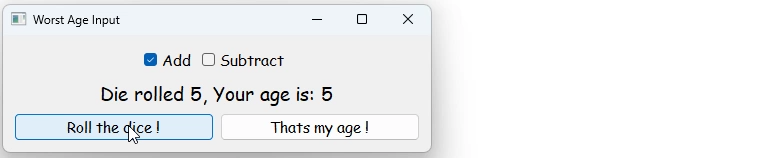 Worst Age Input
Add Subtract
Die rolled 5, Your age is: 5
Roll the dice ! Thats my age !